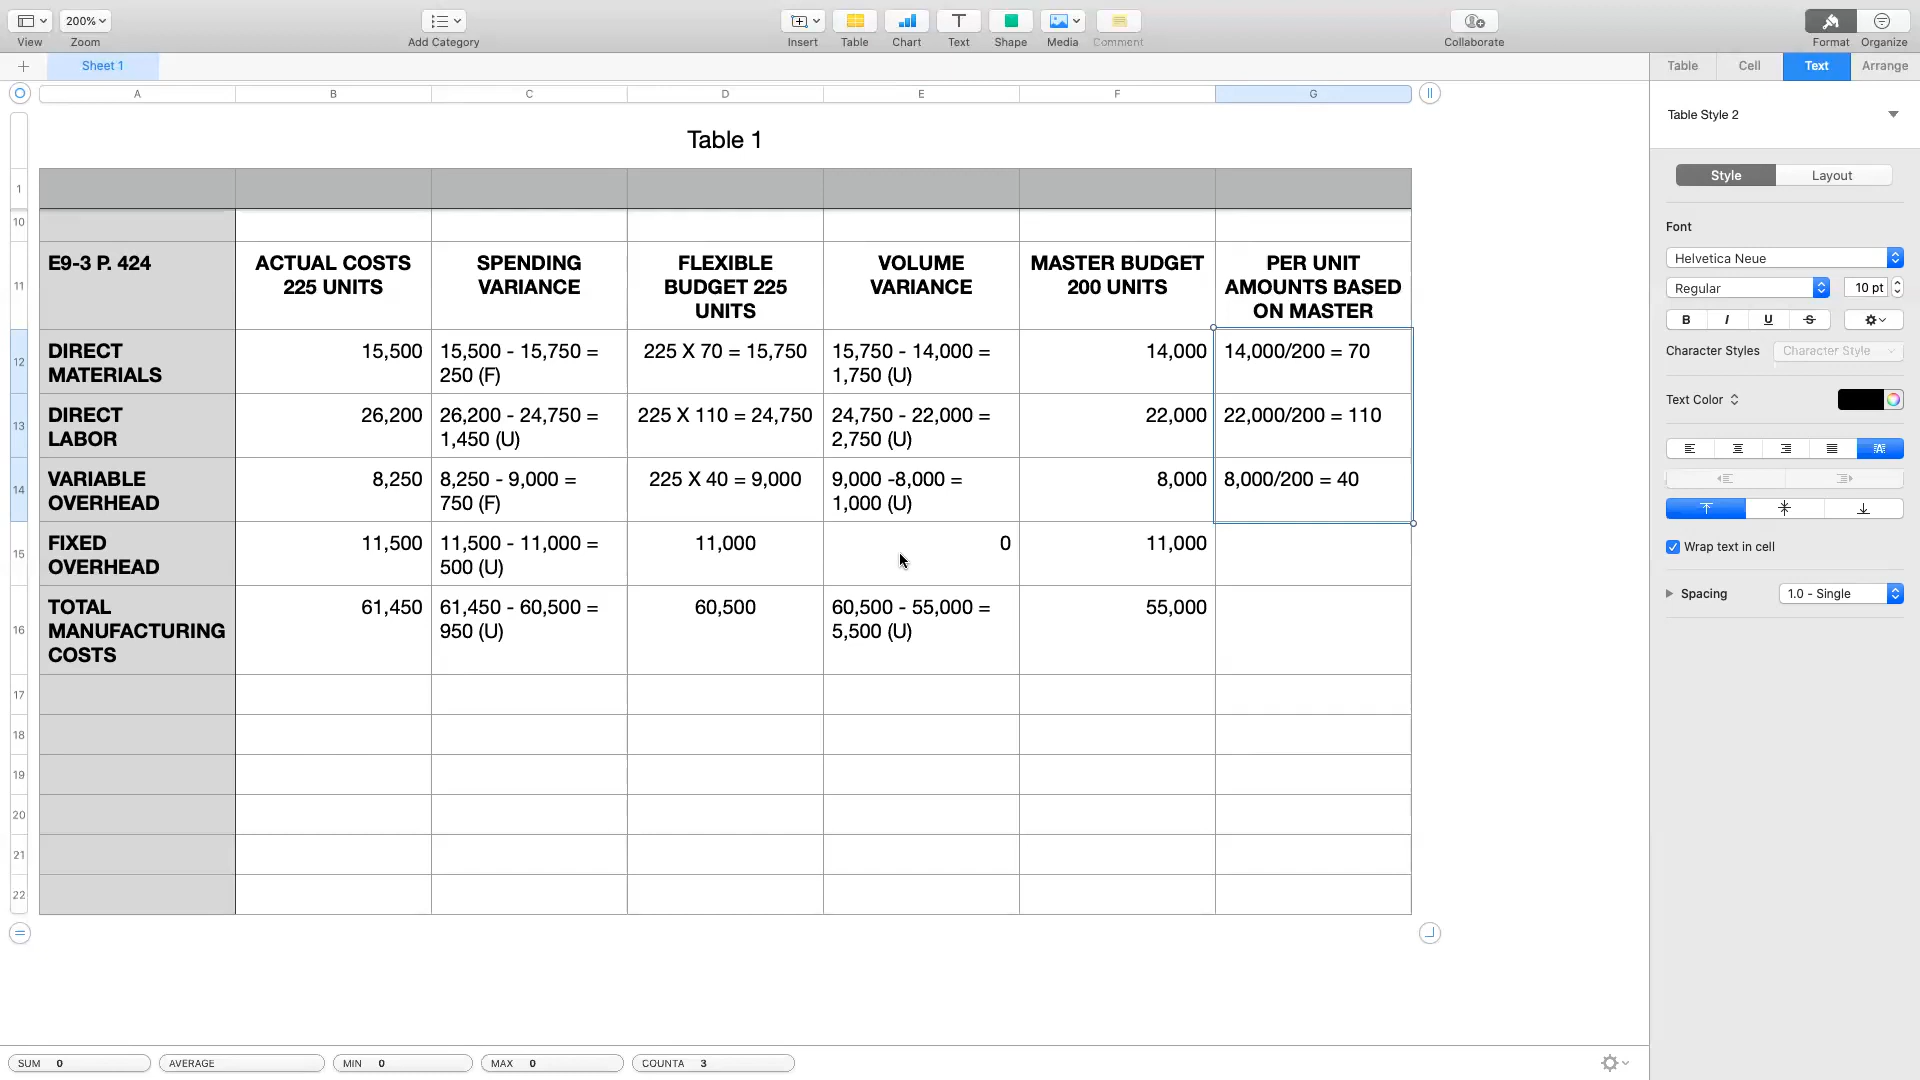 200%
View
Zoom
Add Category
Insert
Table
Chart
Text
Shape
Media
Comment
Collaborate
Format
Organize
Sheet 1
Table
Cell
Text
Arrange
A B C D E F G
Table 1
1
10
11
E9-3 P. 424
ACTUAL COSTS
225 UNITS
SPENDING
VARIANCE
FLEXIBLE
BUDGET 225
UNITS
VOLUME
VARIANCE
MASTER BUDGET
200 UNITS
PER UNIT
AMOUNTS BASED
ON MASTER
12
DIRECT
MATERIALS
15,500
15,500 - 15,750 =
250 (F)
225 X 70 = 15,750
15,750 - 14,000 =
1,750 (U)
14,000
14,000/200 = 70
13
DIRECT
LABOR
26,200
26,200 - 24,750 =
1,450 (U)
225 X 110 = 24,750
24,750 - 22,000 =
2,750 (U)
22,000
22,000/200 = 110
14
VARIABLE
OVERHEAD
8,250
8,250 - 9,000 =
750 (F)
225 X 40 = 9,000
9,000 -8,000 =
1,000 (U)
8,000
8,000/200 = 40
15
FIXED
OVERHEAD
11,500
11,500 - 11,000 =
500 (U)
11,000
0
11,000
16
TOTAL
MANUFACTURING
COSTS
61,450
61,450 - 60,500 =
950 (U)
60,500
60,500 - 55,000 =
5,500 (U)
55,000
17
18
19
20
21
22
SUM 0
AVERAGE
MIN 0
MAX 0
COUNTA 3
Table Style 2
Style
Layout
Font
Helvetica Neue
Regular
10 pt
B I U S
Character Styles
Character Style
Text Color
Wrap text in cell
Spacing
1.0 - Single